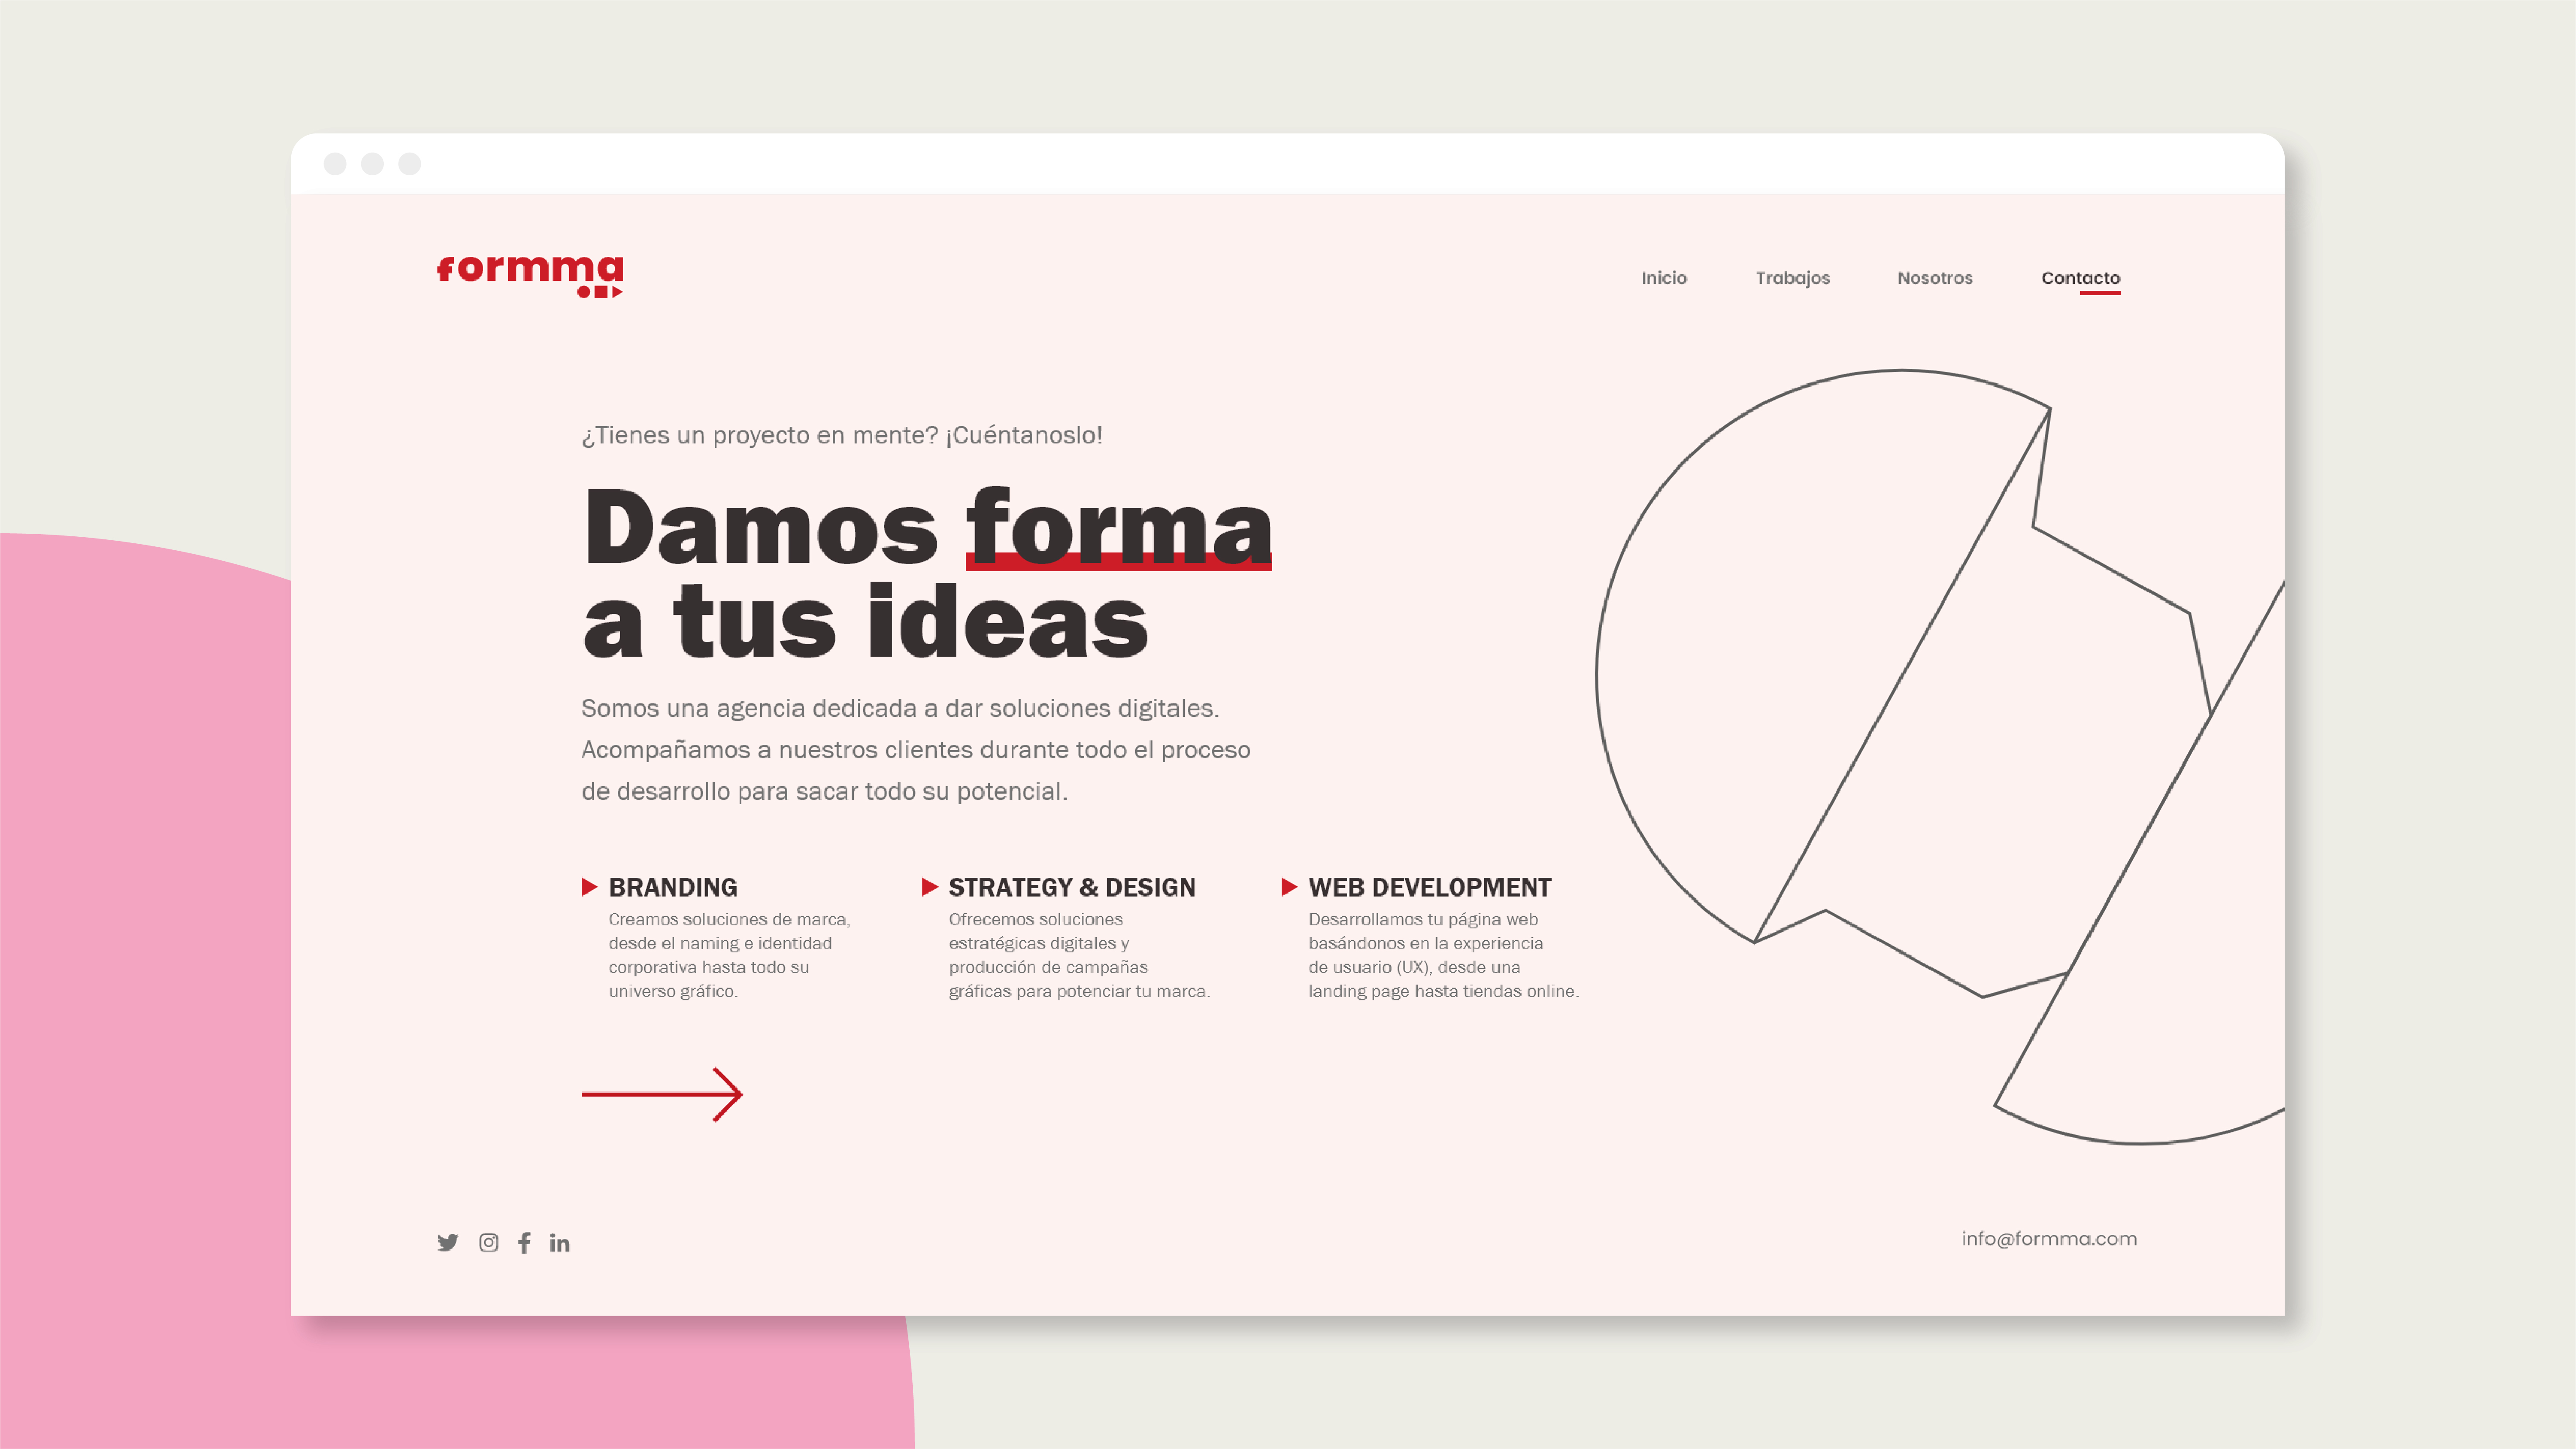 formma
Inicio Trabajos Nosotros Contacto
¿Tienes un proyecto en mente? ¡Cuéntanoslo!
Damos forma
a tus ideas
Somos una agencia dedicada a dar soluciones digitales.
Acompañamos a nuestros clientes durante todo el proceso
de desarrollo para sacar todo su potencial.
BRANDING
Creamos soluciones de marca,
desde el naming e identidad
corporativa hasta todo su
universo gráfico.
STRATEGY & DESIGN
Ofrecemos soluciones
estratégicas digitales y
producción de campañas
gráficas para potenciar tu marca.
WEB DEVELOPMENT
Desarrollamos tu página web
basándonos en la experiencia
de usuario (UX), desde una
landing page hasta tiendas online.
info@formma.com